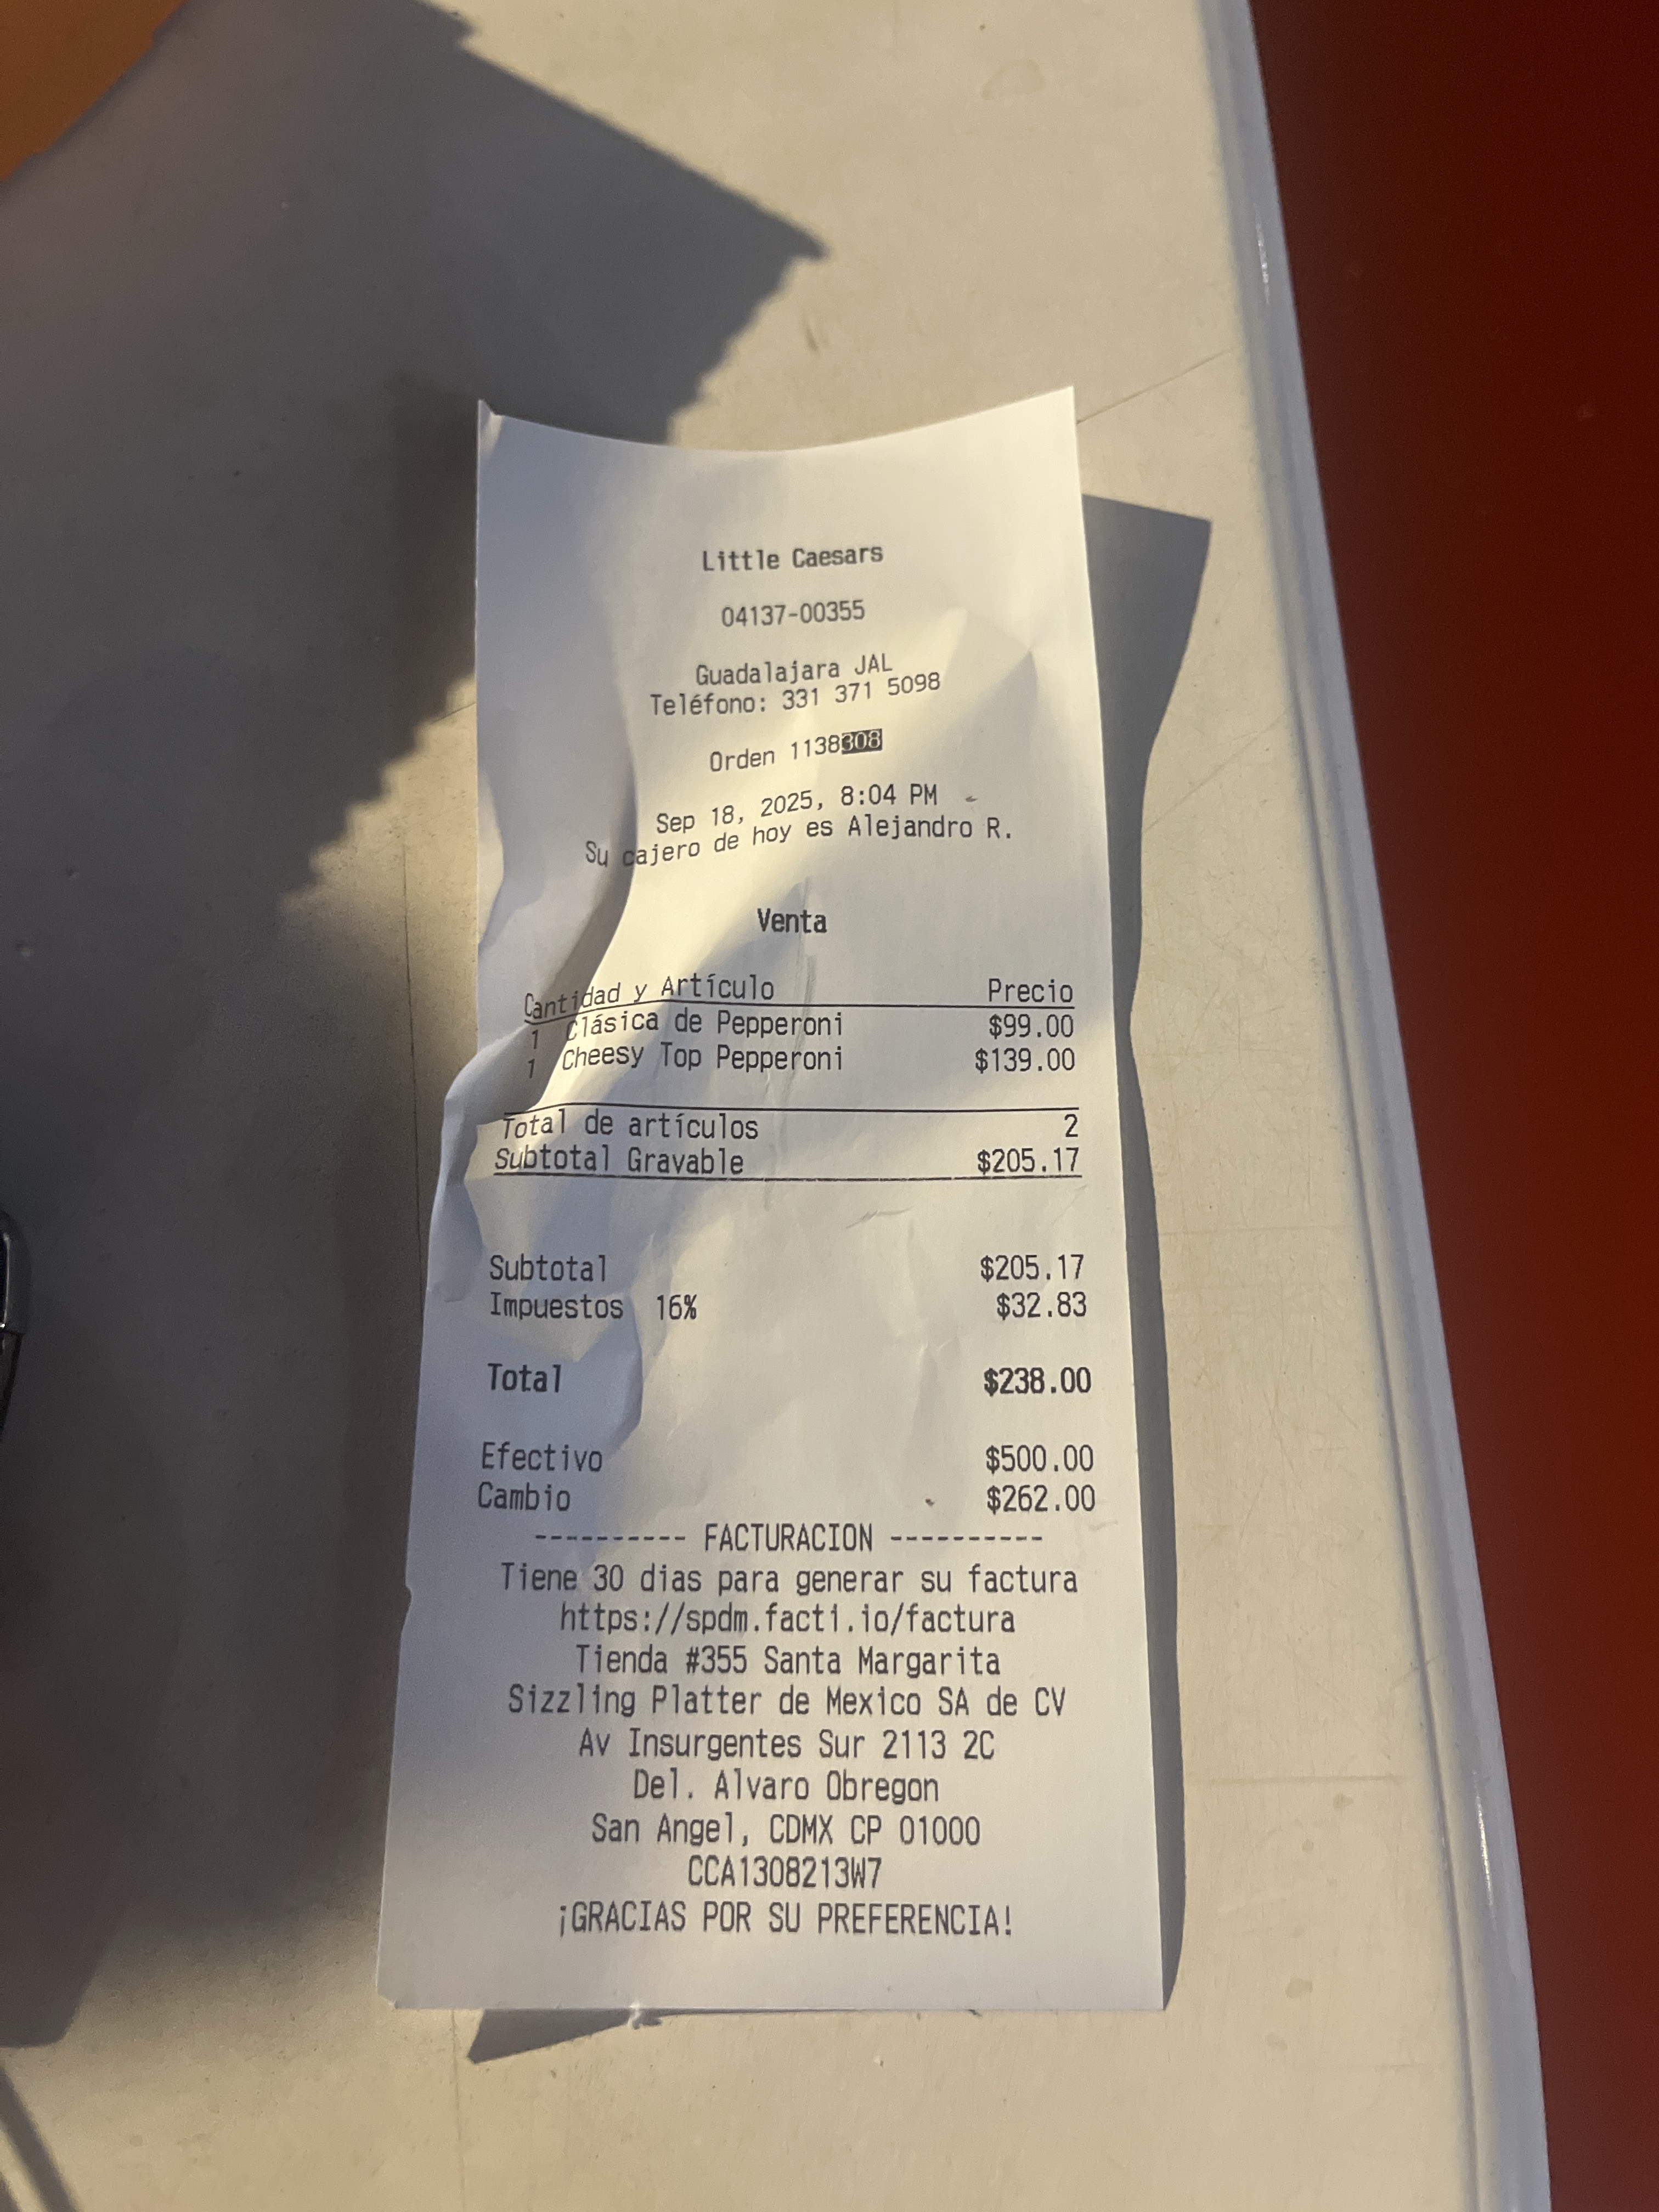 Little Caesars
04137-00355
Guadalajara JAL
Teléfono: 331 371 5098
Orden 1138308
Sep 18, 2025, 8:04 PM
Su cajero de hoy es Alejandro R.
Venta
Cantidad y Artículo Precio
1 Clásica de Pepperoni $99.00
1 Cheesy Top Pepperoni $139.00
Total de artículos 2
Subtotal Gravable $205.17
Subtotal $205.17
Impuestos 16% $32.83
Total $238.00
Efectivo $500.00
Cambio $262.00
---------- FACTURACION ----------
Tiene 30 dias para generar su factura
https://spdm.facti.io/factura
Tienda #355 Santa Margarita
Sizzling Platter de Mexico SA de CV
Av Insurgentes Sur 2113 2C
Del. Alvaro Obregon
San Angel, CDMX CP 01000
CCA1308213W7
¡GRACIAS POR SU PREFERENCIA!